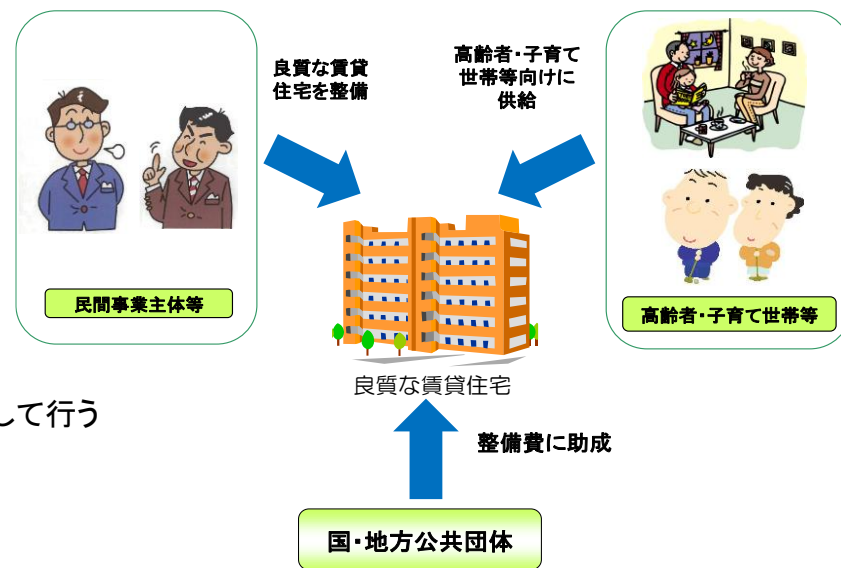 良質な賃貸
住宅を整備
高齢者・子育て
世帯等向けに
供給
民間事業主体等
高齢者・子育て世帯等
良質な賃貸住宅
して行う
整備費に助成
国・地方公共団体